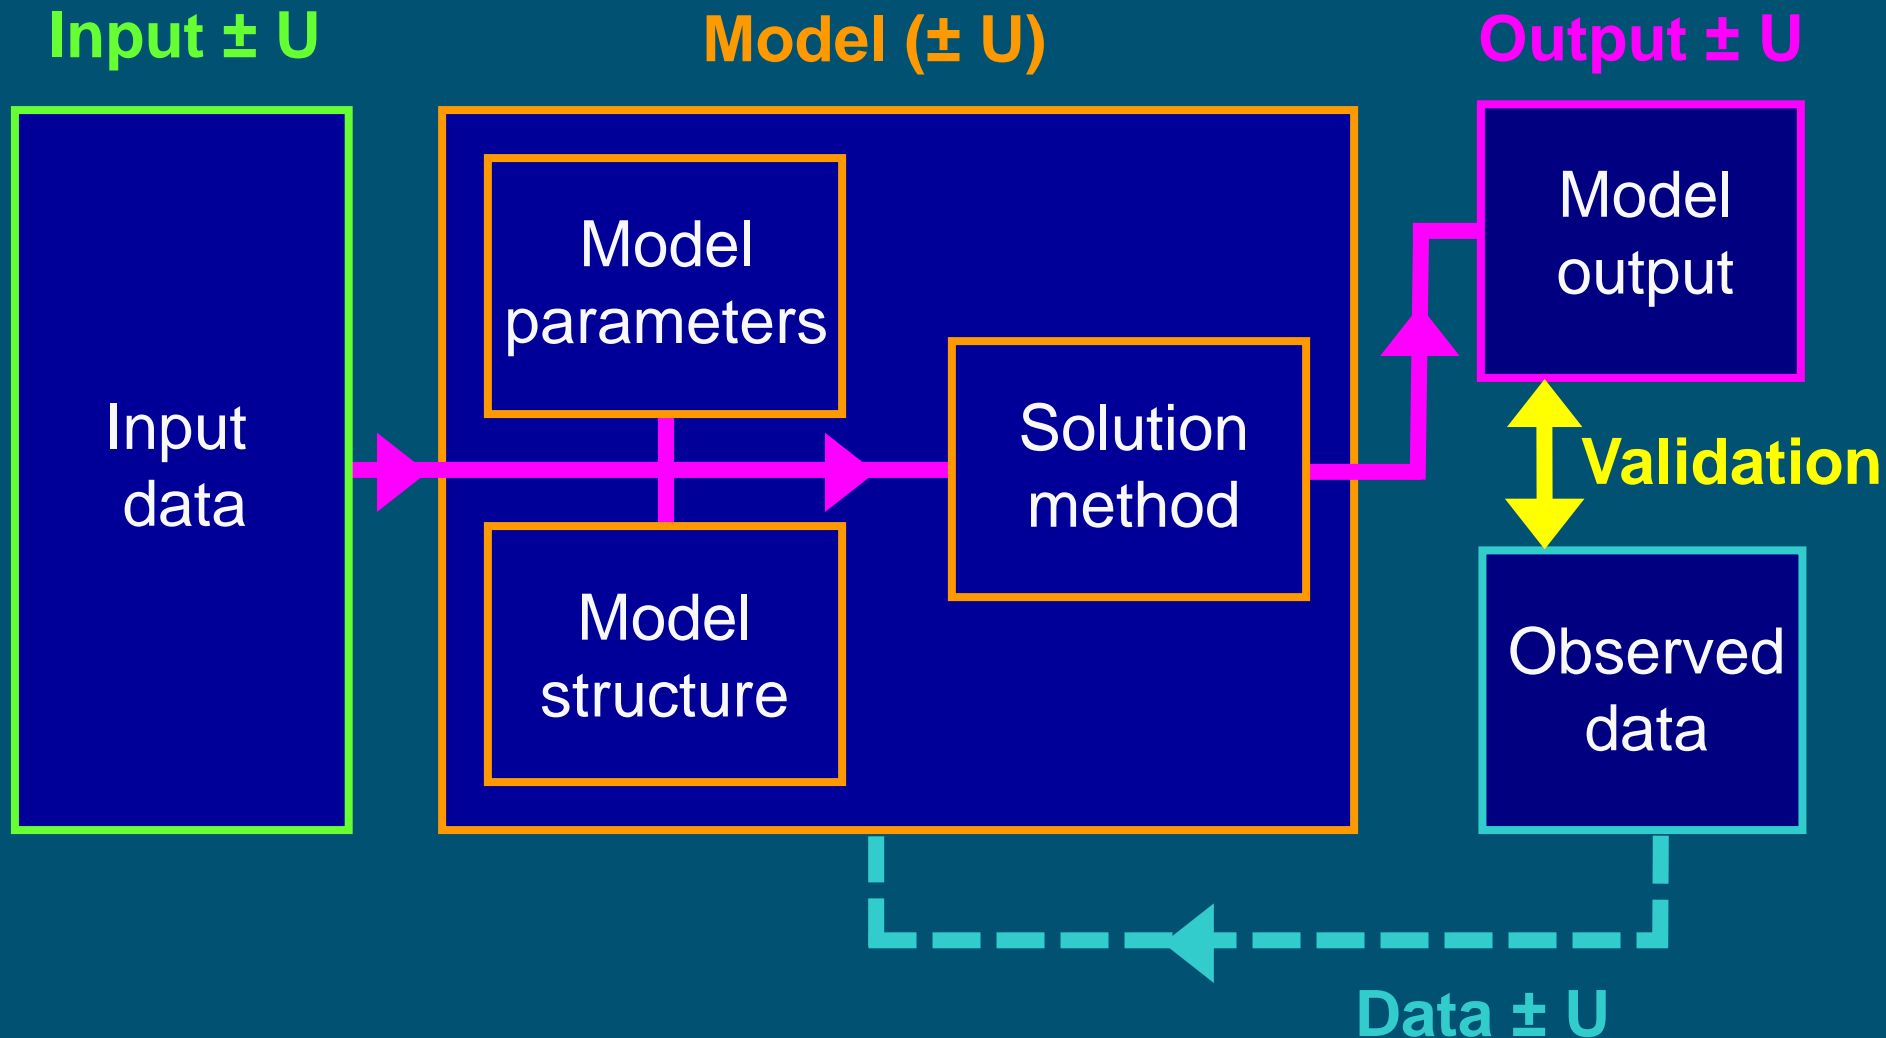 Input ± U
Model (± U)
Output ± U
Input
data
Model
parameters
Model
structure
Solution
method
Model
output
Validation
Observed
data
Data ± U